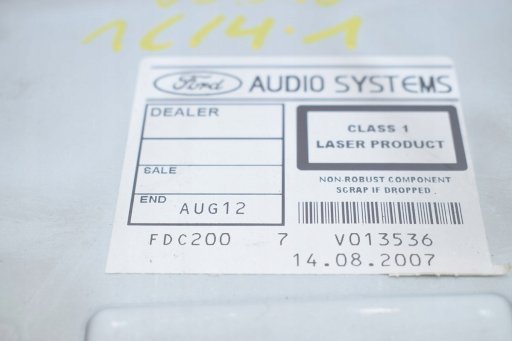 1C14·1
Ford AUDIO SYSTEMS
DEALER
SALE
END AUG12
CLASS 1
LASER PRODUCT
NON-ROBUST COMPONENT
SCRAP IF DROPPED.
FDC200 7 V013536
14.08.2007